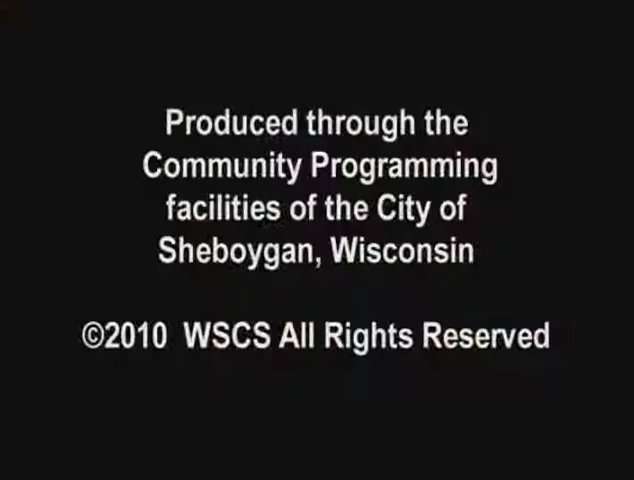 Produced through the
Community Programming
facilities of the City of
Sheboygan, Wisconsin
©2010  WSCS All Rights Reserved